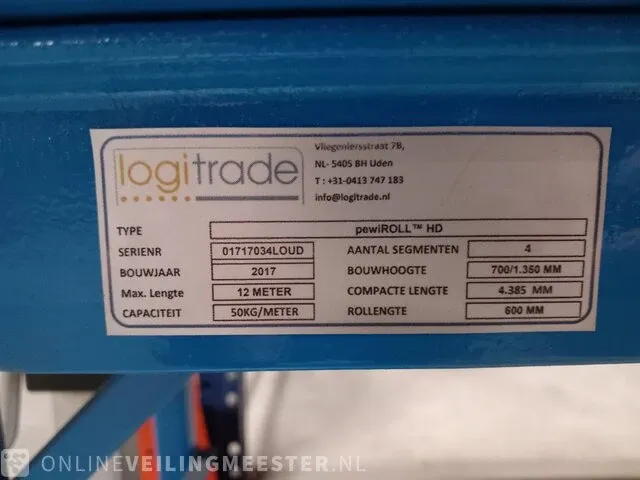 logitrade
Vliegeniersstraat 7B,
NL- 5405 BH Uden
T : +31-0413 747 183
info@logitrade.nl
TYPE pewiROLL™ HD
SERIENR 01717034LOUD AANTAL SEGMENTEN 4
BOUWJAAR 2017 BOUWHOOGTE 700/1.350 MM
Max. Lengte 12 METER COMPACTE LENGTE 4.385 MM
CAPACITEIT 50KG/METER ROLLENGTE 600 MM
ONLINEVEILINGMEESTER.NL